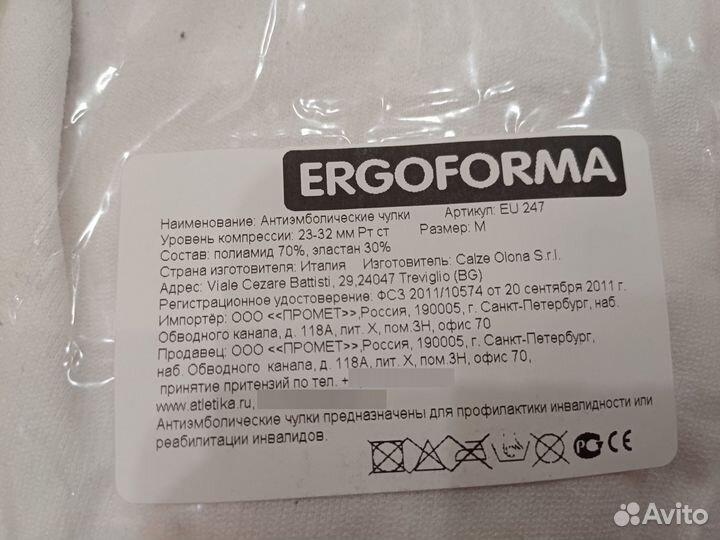 ERGOFORMA
Наименование: Антиэмболические чулки Артикул: EU 247
Уровень компрессии: 23-32 мм Рт ст Размер: M
Состав: полиамид 70%, эластан 30%
Страна изготовителя: Италия Изготовитель: Calze Olona S.r.l.
Адрес: Viale Cezare Battisti, 29,24047 Treviglio (BG)
Регистрационное удостоверение: ФСЗ 2011/10574 от 20 сентября 2011 г.
Импортёр: ООО <<ПРОМЕТ>>,Россия, 190005, г. Санкт-Петербург, наб.
Обводного канала, д. 118А, лит. Х, пом.3Н, офис 70
Продавец: ООО <<ПРОМЕТ>>,Россия, 190005, г. Санкт-Петербург,
наб. Обводного канала, д. 118А, лит. Х, пом.3Н, офис 70,
принятие притензий по тел. +
www.atletika.ru,
Антиэмболические чулки предназначены для профилактики инвалидности или
реабилитации инвалидов.
РС CE
Avito